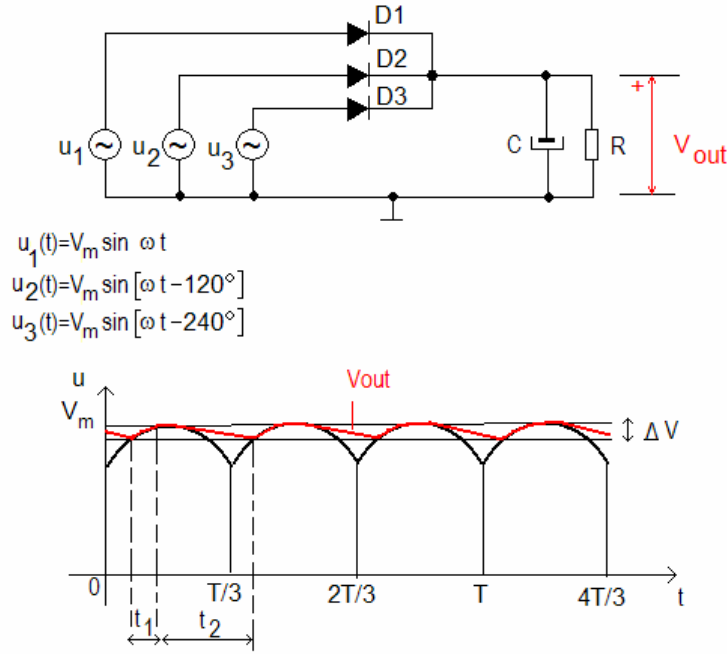 D1
D2
D3
u1
u2
u3
C
R
+
Vout
u1(t)=Vm sin ωt
u2(t)=Vm sin [ωt-120°]
u3(t)=Vm sin [ωt-240°]
u
Vm
Vout
ΔV
0
T/3
2T/3
T
4T/3
t
t1
t2